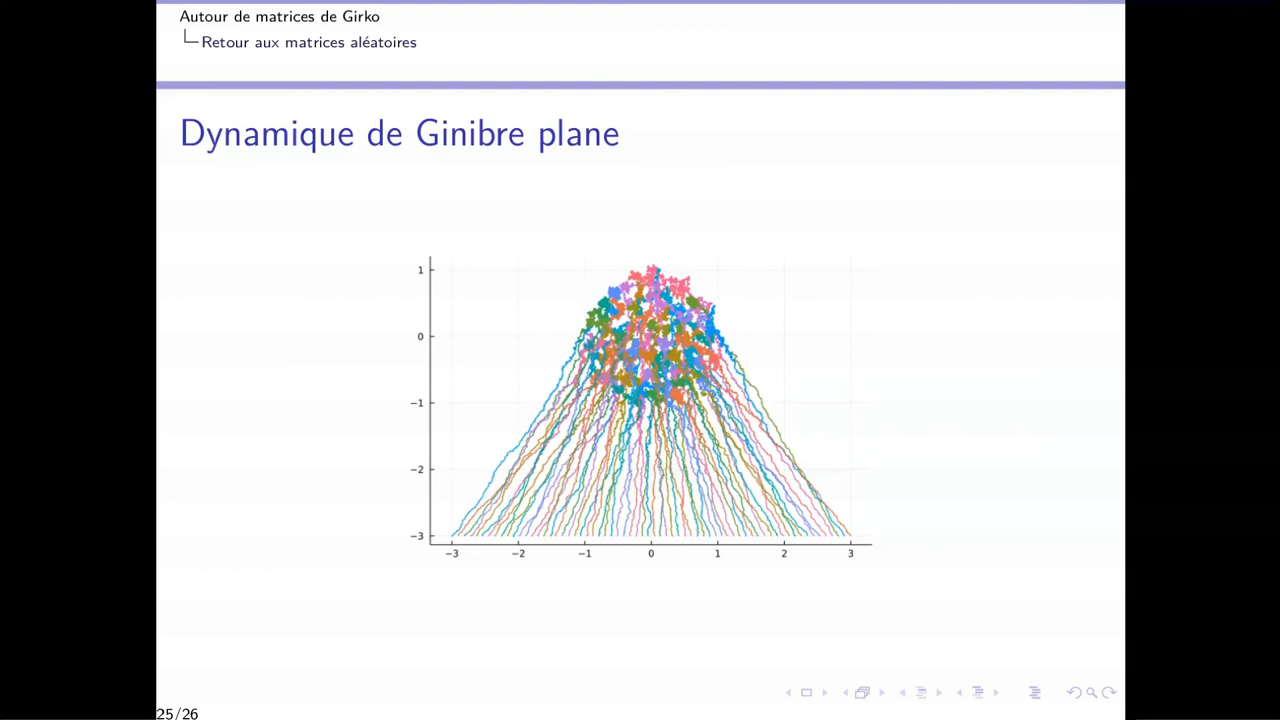 Autour de matrices de Girko
Retour aux matrices aléatoires
Dynamique de Ginibre plane
1
0
−1
−2
−3
−3 −2 −1 0 1 2 3
25/26